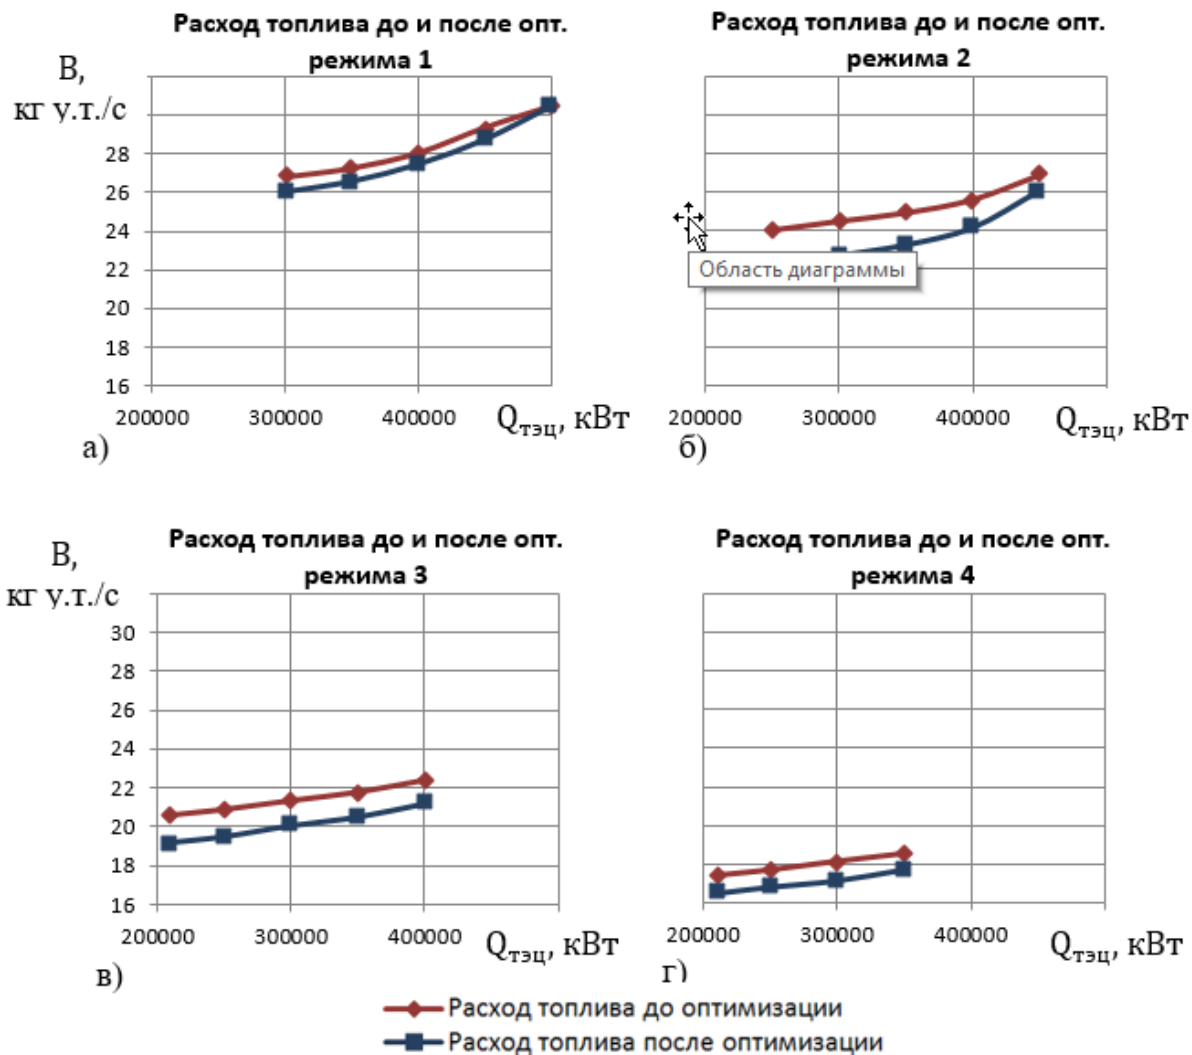 Расход топлива до и после опт.
режима 1
В,
кг у.т./с
28
26
24
22
20
18
16
200000 300000 400000 Qтэц, кВт
а)
Расход топлива до и после опт.
режима 2
Область диаграммы
200000 300000 400000 Qтэц, кВт
б)
Расход топлива до и после опт.
режима 3
В,
кг у.т./с
30
28
26
24
22
20
18
16
200000 300000 400000 Qтэц, кВт
в)
Расход топлива до и после опт.
режима 4
200000 300000 400000 Qтэц, кВт
г)
Расход топлива до оптимизации
Расход топлива после оптимизации